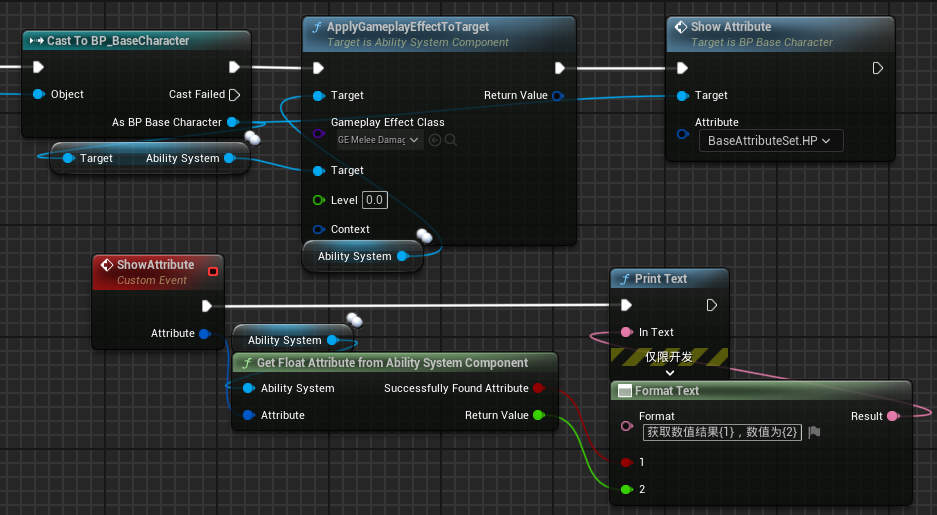 Cast To BP_BaseCharacter
Object
Cast Failed
As BP Base Character
Target
Ability System
ApplyGameplayEffectToTarget
Target is Ability System Component
Target
Return Value
Gameplay Effect Class
GE Melee Damag
Target
Level 0.0
Context
Ability System
Show Attribute
Target is BP Base Character
Target
Attribute
BaseAttributeSet.HP
ShowAttribute
Custom Event
Attribute
Ability System
Get Float Attribute from Ability System Component
Ability System
Successfully Found Attribute
Attribute
Return Value
Print Text
In Text
仅限开发
Format Text
Format
Result
获取数值结果{1}，数值为{2}
1
2